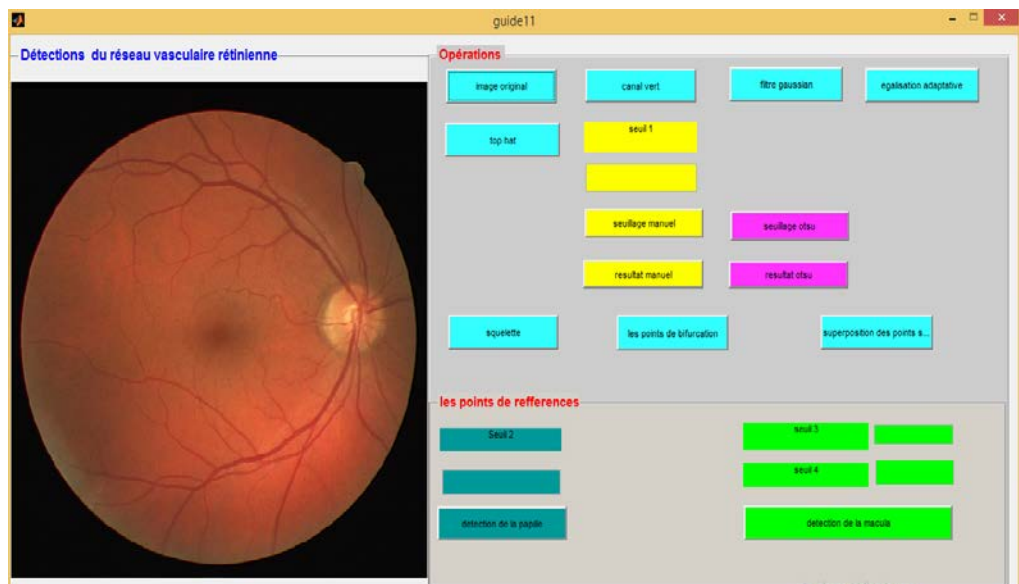 guide11
Détections du réseau vasculaire rétinienne
Opérations
image original
canal vert
filtre gaussian
egalisation adaptative
top hat
seuil 1
seuillage manuel
seuillage otsu
resultat manuel
resultat otsu
squelette
les points de bifurcation
superposition des points s...
les points de refferences
Seuil 2
seuil 3
seuil 4
detection de la papille
detection de la macula